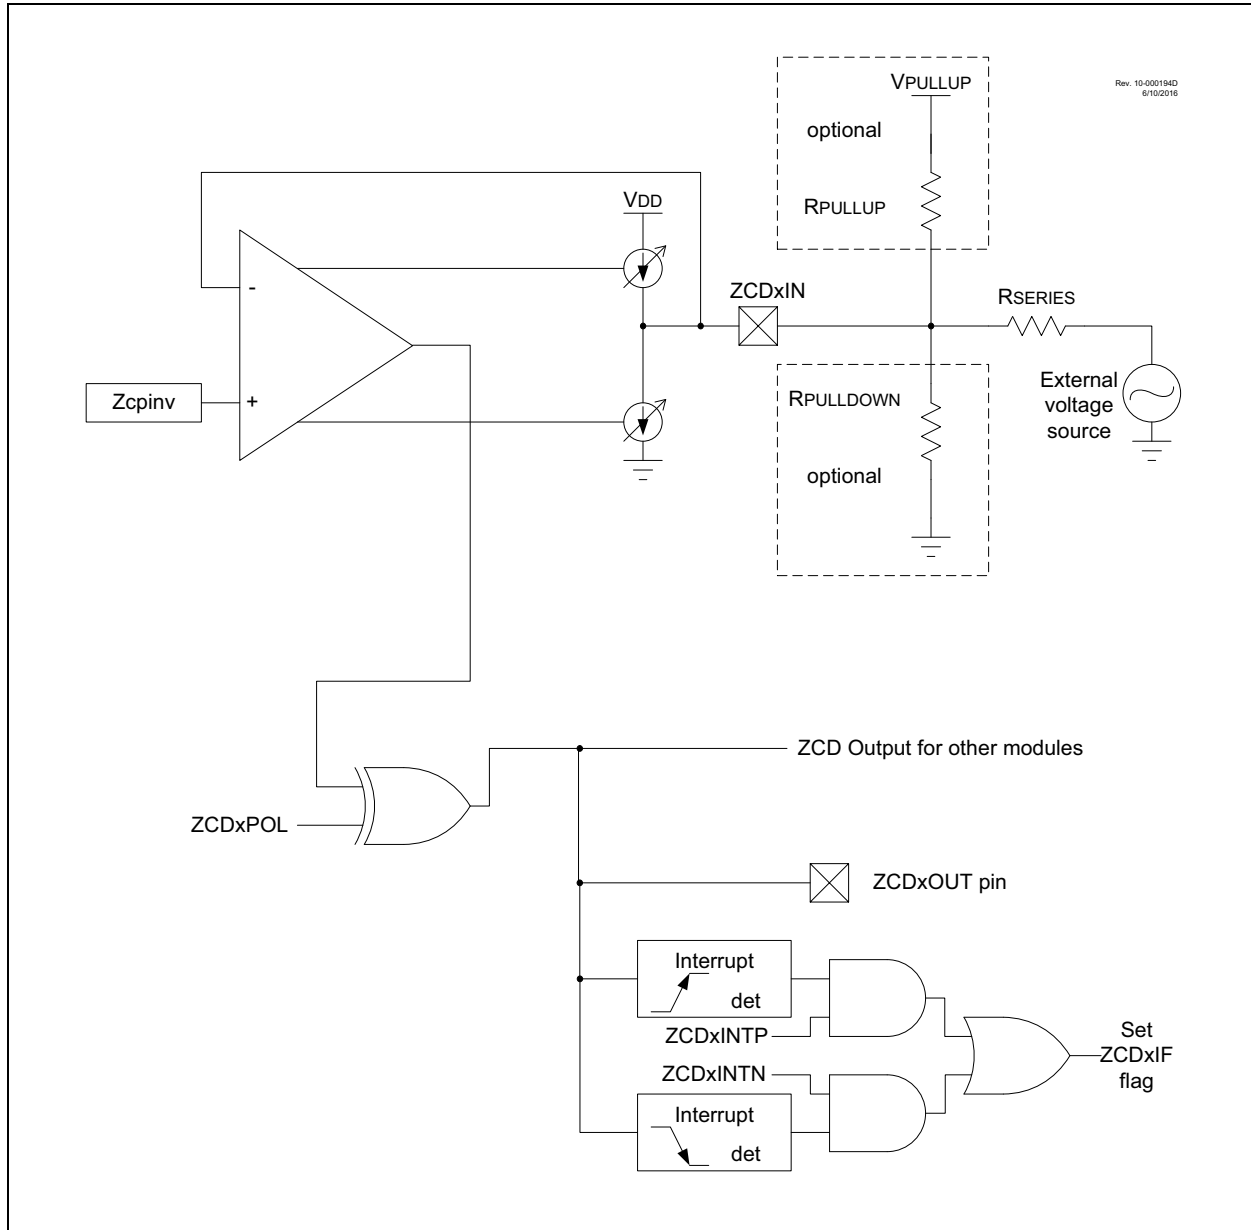 VPULLUP
Rev. 10-000194D
6/10/2016
optional
RPULLUP
VDD
-
ZCDxIN
RSERIES
Zcpinv
+
RPULLDOWN
External
voltage
source
optional
ZCD Output for other modules
ZCDxPOL
ZCDxOUT pin
Interrupt
det
ZCDxINTP
Set
ZCDxIF
flag
ZCDxINTN
Interrupt
det